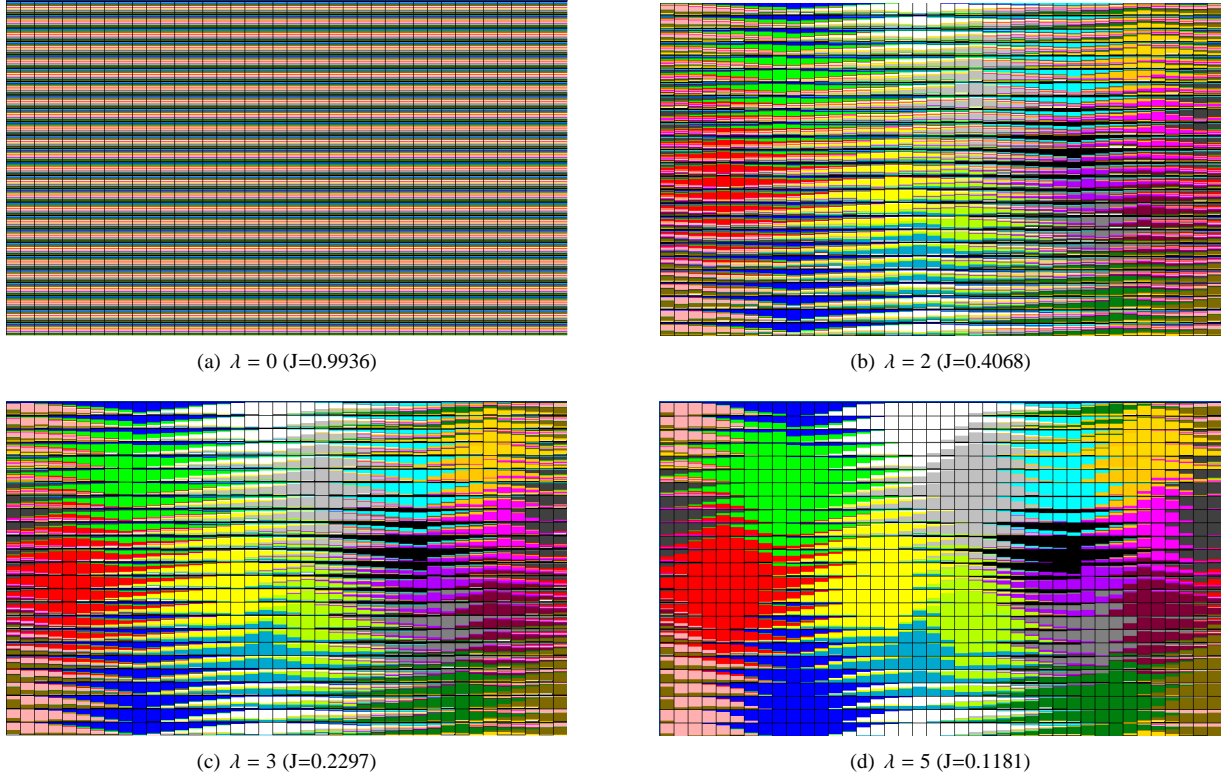 (a) λ = 0 (J=0.9936)
(b) λ = 2 (J=0.4068)
(c) λ = 3 (J=0.2297)
(d) λ = 5 (J=0.1181)